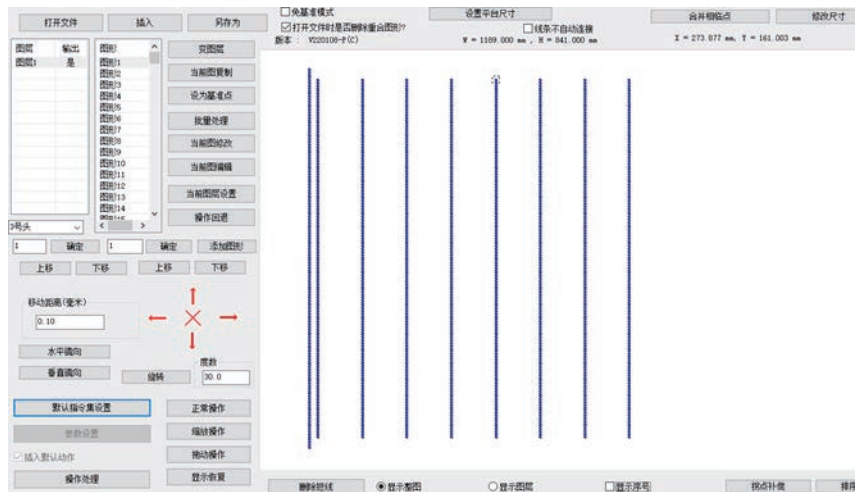 打开文件 插入 另存为
免基准模式 设置平台尺寸 合并相临点 修改尺寸
打开文件时是否删除重合图形? 线条不自动连接
版本： V220108-P(C) W = 1189.000 mm , H = 841.000 mm X = 273.877 mm, Y = 161.003 mm
图层 输出 图形 变图层
图层1 是 图形1
图形2 当前图复制
图形3
图形4 设为基准点
图形5
图形6 批量处理
图形7
图形8 当前图修改
图形9
图形10 当前图编辑
图形11
图形12 当前图层设置
图形13
图形14 操作回退
3号头
1 确定 1 确定 添加图形
上移 下移 上移 下移
移动距离(毫米)
0.10
水平镜向 度数
垂直镜向 旋转 30.0
默认指令集设置 正常操作
参数设置 缩放操作
插入默认动作 拖动操作
操作处理 显示恢复
删除短线 显示整图 显示图层 显示序号 拐点补偿